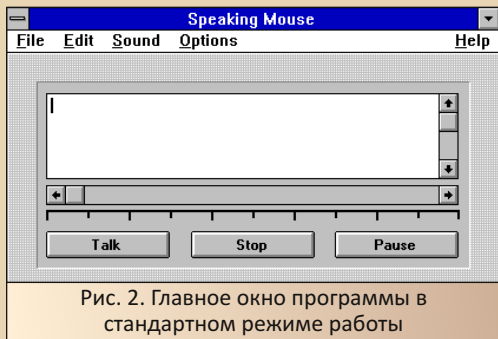 Speaking Mouse
File Edit Sound Options Help
Talk Stop Pause
Рис. 2. Главное окно программы в
стандартном режиме работы